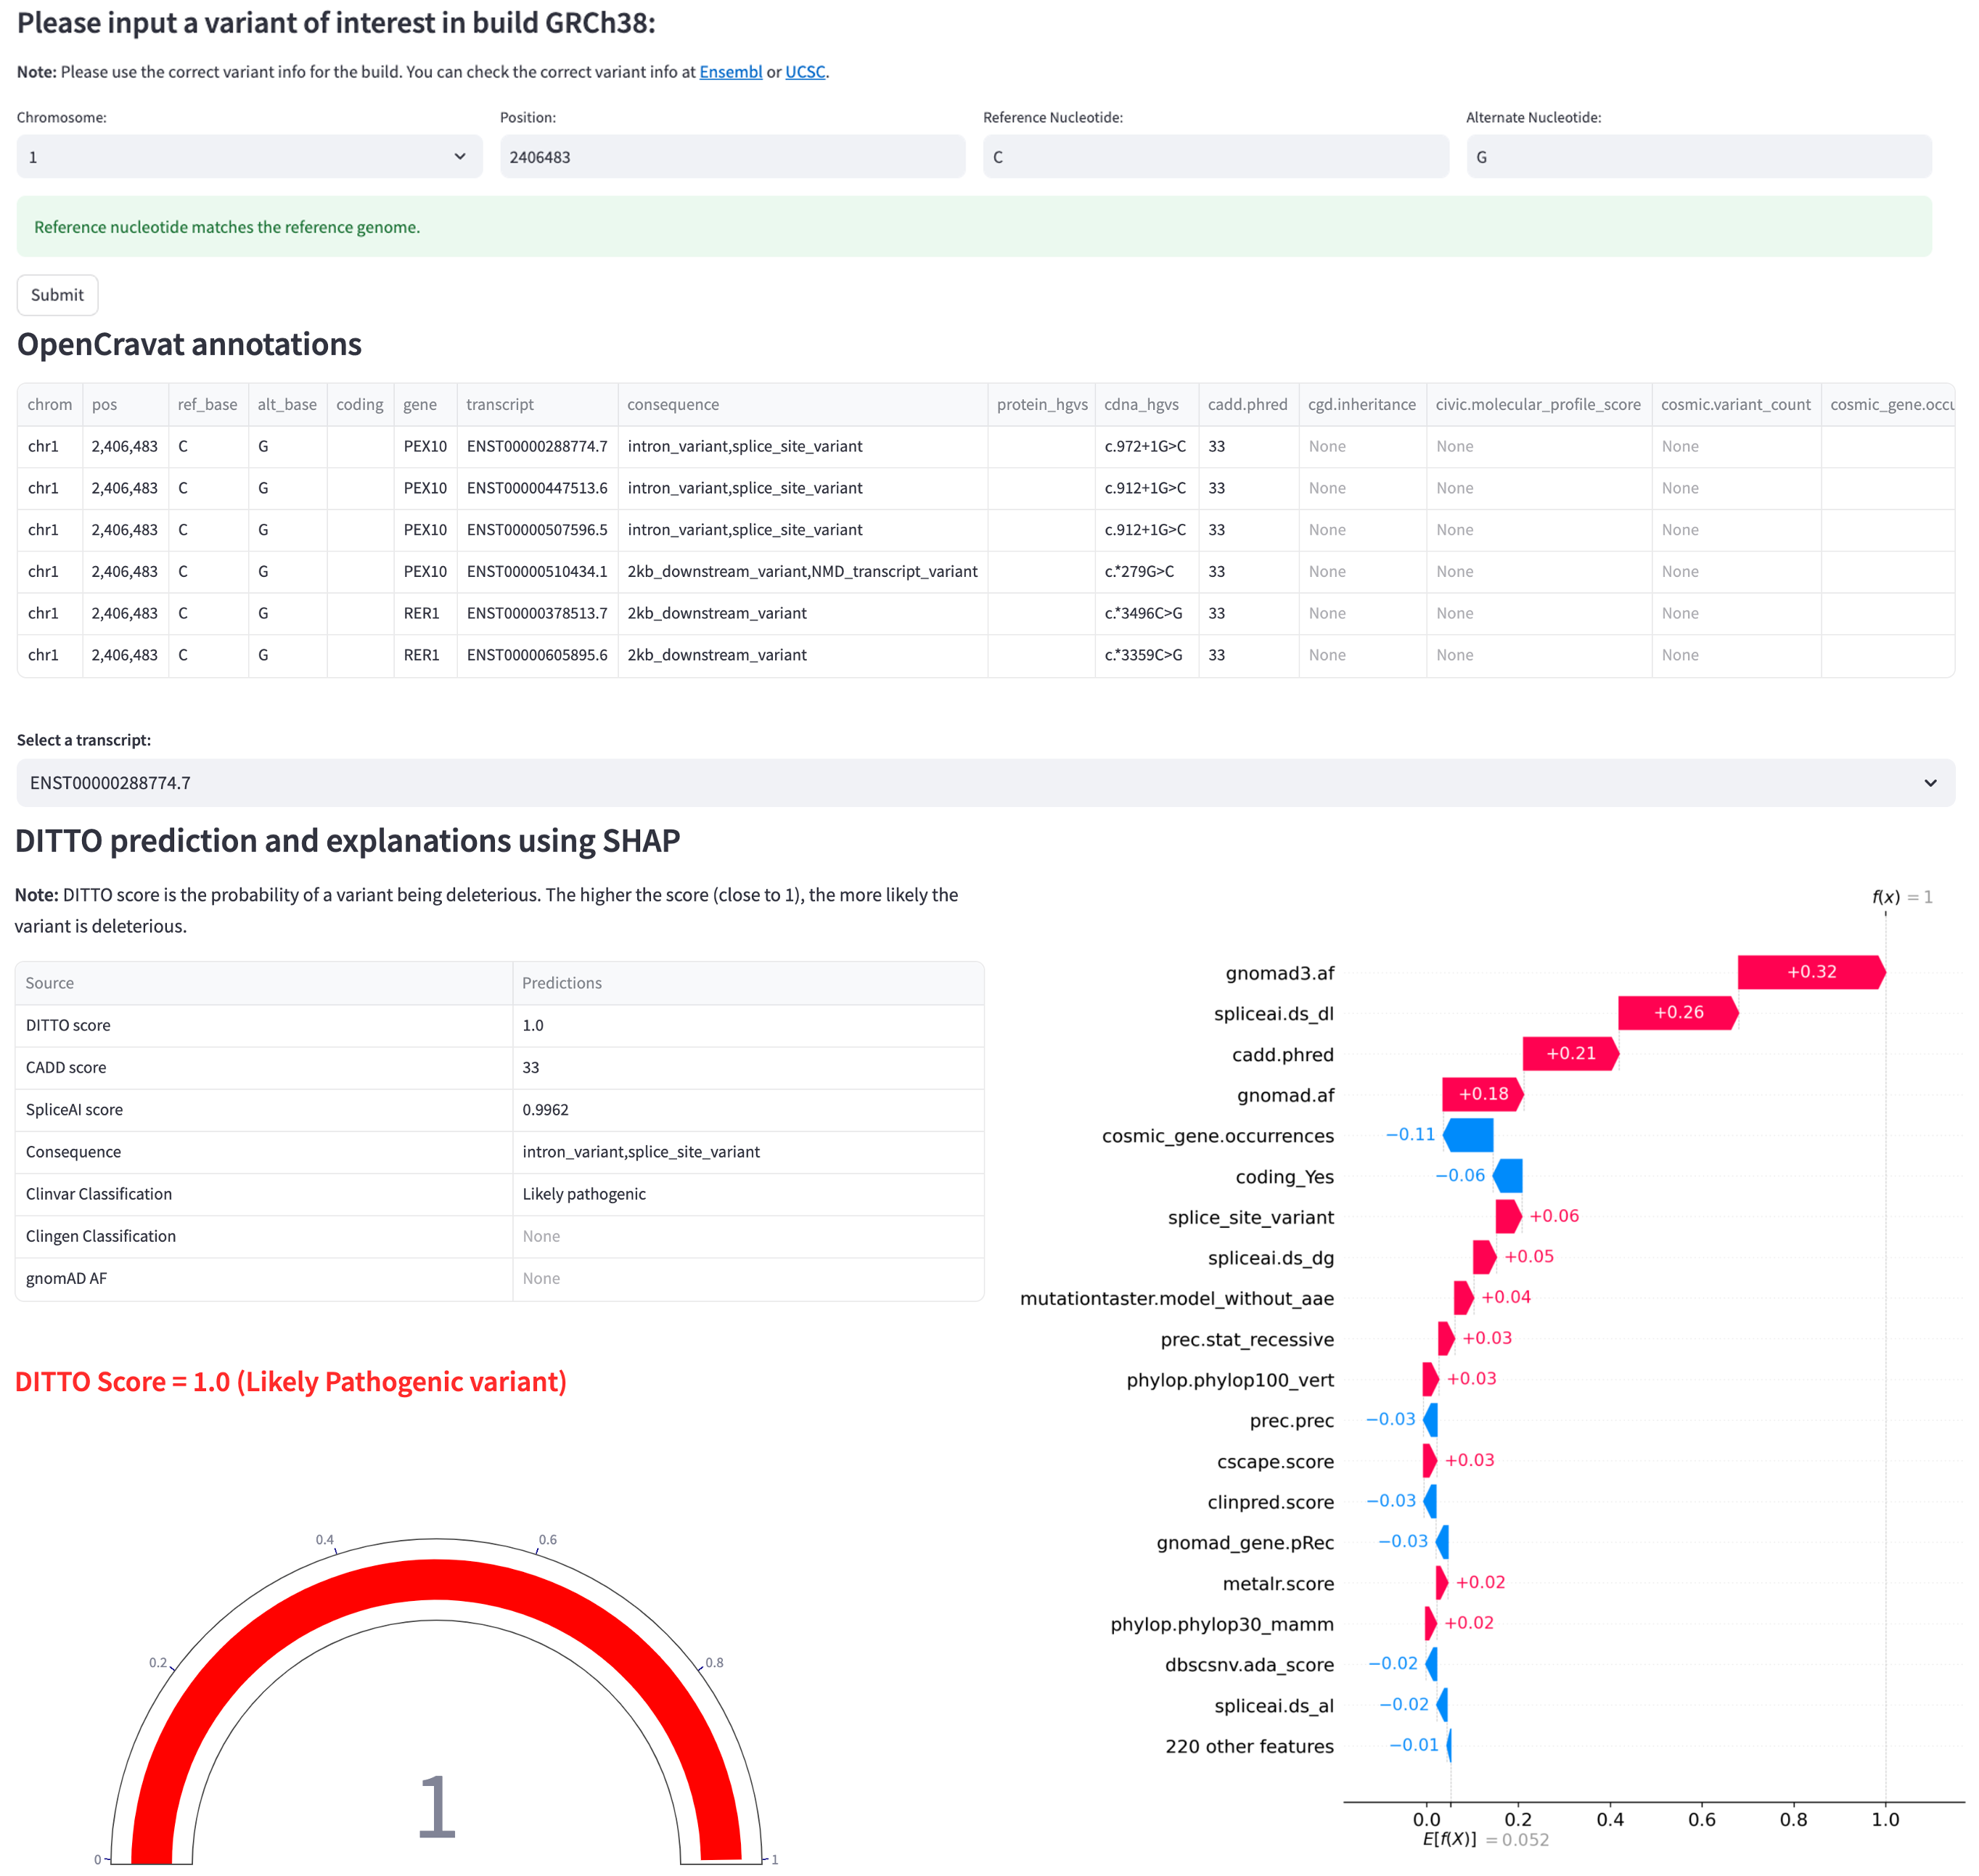 Please input a variant of interest in build GRCh38:
Note: Please use the correct variant info for the build. You can check the correct variant info at Ensembl or UCSC.
Chromosome: Position: Reference Nucleotide: Alternate Nucleotide:
1 2406483 C G
Reference nucleotide matches the reference genome.
Submit
OpenCravat annotations
chrom pos ref_base alt_base coding gene transcript consequence protein_hgvs cdna_hgvs cadd.phred cgd.inheritance civic.molecular_profile_score cosmic.variant_count cosmic_gene.occu
chr1 2,406,483 C G PEX10 ENST00000288774.7 intron_variant,splice_site_variant c.972+1G>C 33 None None None
chr1 2,406,483 C G PEX10 ENST00000447513.6 intron_variant,splice_site_variant c.912+1G>C 33 None None None
chr1 2,406,483 C G PEX10 ENST00000507596.5 intron_variant,splice_site_variant c.912+1G>C 33 None None None
chr1 2,406,483 C G PEX10 ENST00000510434.1 2kb_downstream_variant,NMD_transcript_variant c.*279G>C 33 None None None
chr1 2,406,483 C G RER1 ENST00000378513.7 2kb_downstream_variant c.*3496C>G 33 None None None
chr1 2,406,483 C G RER1 ENST00000605895.6 2kb_downstream_variant c.*3359C>G 33 None None None
Select a transcript:
ENST00000288774.7
DITTO prediction and explanations using SHAP
Note: DITTO score is the probability of a variant being deleterious. The higher the score (close to 1), the more likely the
variant is deleterious.
Source Predictions
DITTO score 1.0
CADD score 33
SpliceAI score 0.9962
Consequence intron_variant,splice_site_variant
Clinvar Classification Likely pathogenic
Clingen Classification None
gnomAD AF None
DITTO Score = 1.0 (Likely Pathogenic variant)
0 0.2 0.4 0.6 0.8 1
1
f(x) = 1
gnomad3.af +0.32
spliceai.ds_dl +0.26
cadd.phred +0.21
gnomad.af +0.18
cosmic_gene.occurrences −0.11
coding_Yes −0.06
splice_site_variant +0.06
spliceai.ds_dg +0.05
mutationtaster.model_without_aae +0.04
prec.stat_recessive +0.03
phylop.phylop100_vert +0.03
prec.prec −0.03
cscape.score +0.03
clinpred.score −0.03
gnomad_gene.pRec −0.03
metalr.score +0.02
phylop.phylop30_mamm +0.02
dbscsnv.ada_score −0.02
spliceai.ds_al −0.02
220 other features −0.01
0.0 0.2 0.4 0.6 0.8 1.0
E[f(X)] = 0.052